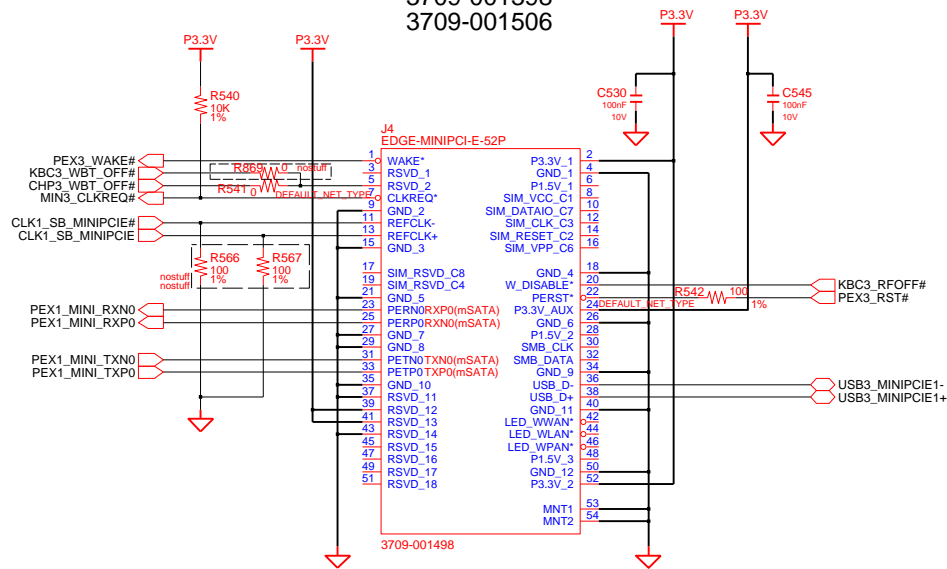 3709-001398
3709-001506
P3.3V
P3.3V
P3.3V
P3.3V
R540
10K
1%
C530
100nF
10V
C545
100nF
10V
J4
EDGE-MINIPCI-E-52P
PEX3_WAKE#
KBC3_WBT_OFF#
CHP3_WBT_OFF#
MIN3_CLKREQ#
CLK1_SB_MINIPCIE#
CLK1_SB_MINIPCIE
PEX1_MINI_RXN0
PEX1_MINI_RXP0
PEX1_MINI_TXN0
PEX1_MINI_TXP0
R869 0 nostuff
R541 0
DEFAULT_NET_TYPE
R566
100
1%
R567
100
1%
nostuff
nostuff
1 WAKE* P3.3V_1 2
3 RSVD_1 GND_1 4
5 RSVD_2 P1.5V_1 6
7 CLKREQ* SIM_VCC_C1 8
9 GND_2 SIM_DATAIO_C7 10
11 REFCLK- SIM_CLK_C3 12
13 REFCLK+ SIM_RESET_C2 14
15 GND_3 SIM_VPP_C6 16
17 SIM_RSVD_C8 GND_4 18
19 SIM_RSVD_C4 W_DISABLE* 20
21 GND_5 PERST* 22
23 PERN0 RXP0(mSATA) P3.3V_AUX 24
25 PERP0 RXN0(mSATA) GND_6 26
27 GND_7 P1.5V_2 28
29 GND_8 SMB_CLK 30
31 PETN0 TXN0(mSATA) SMB_DATA 32
33 PETP0 TXP0(mSATA) GND_9 34
35 GND_10 USB_D- 36
37 RSVD_11 USB_D+ 38
39 RSVD_12 GND_11 40
41 RSVD_13 LED_WWAN* 42
43 RSVD_14 LED_WLAN* 44
45 RSVD_15 LED_WPAN* 46
47 RSVD_16 P1.5V_3 48
49 RSVD_17 GND_12 50
51 RSVD_18 P3.3V_2 52
MNT1 53
MNT2 54
3709-001498
KBC3_RFOFF#
PEX3_RST#
R542 100
1%
DEFAULT_NET_TYPE
USB3_MINIPCIE1-
USB3_MINIPCIE1+